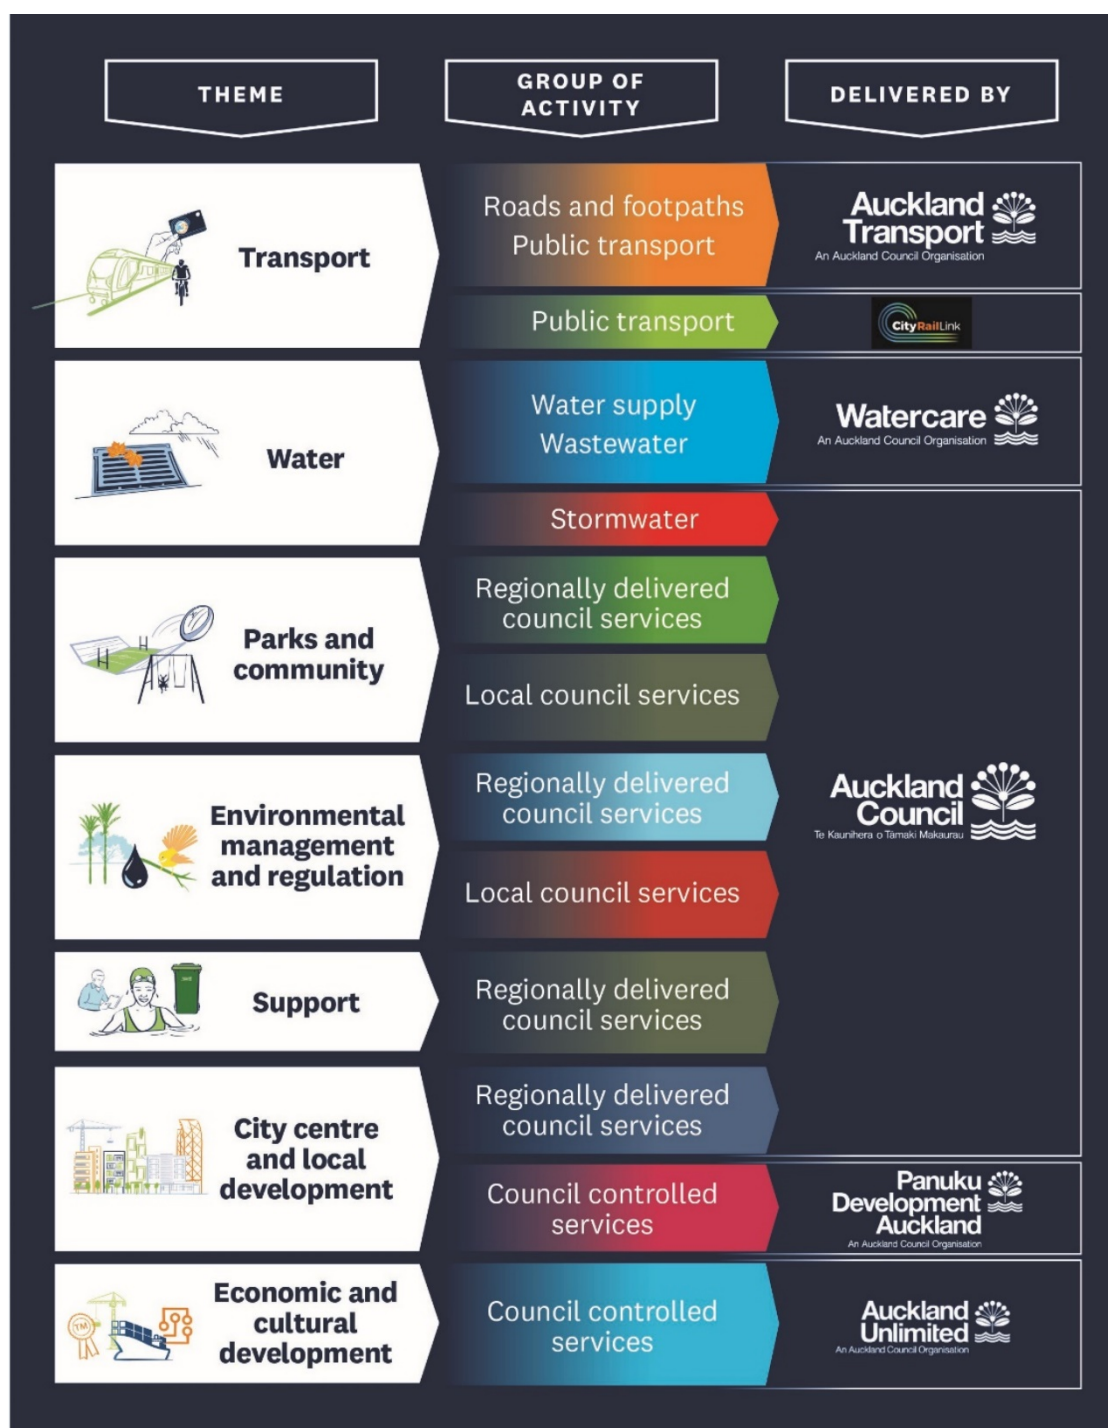 THEME
GROUP OF
ACTIVITY
DELIVERED BY
Transport
Roads and footpaths
Public transport
Auckland
Transport
An Auckland Council Organisation
Public transport
CityRailLink
Water
Water supply
Wastewater
Watercare
An Auckland Council Organisation
Stormwater
Parks and
community
Regionally delivered
council services
Local council services
Environmental
management
and regulation
Regionally delivered
council services
Local council services
Auckland
Council
Te Kaunihera o Tāmaki Makaurau
Support
Regionally delivered
council services
City centre
and local
development
Regionally delivered
council services
Council controlled
services
Panuku
Development
Auckland
An Auckland Council Organisation
TM
Economic and
cultural
development
Council controlled
services
Auckland
Unlimited
An Auckland Council Organisation